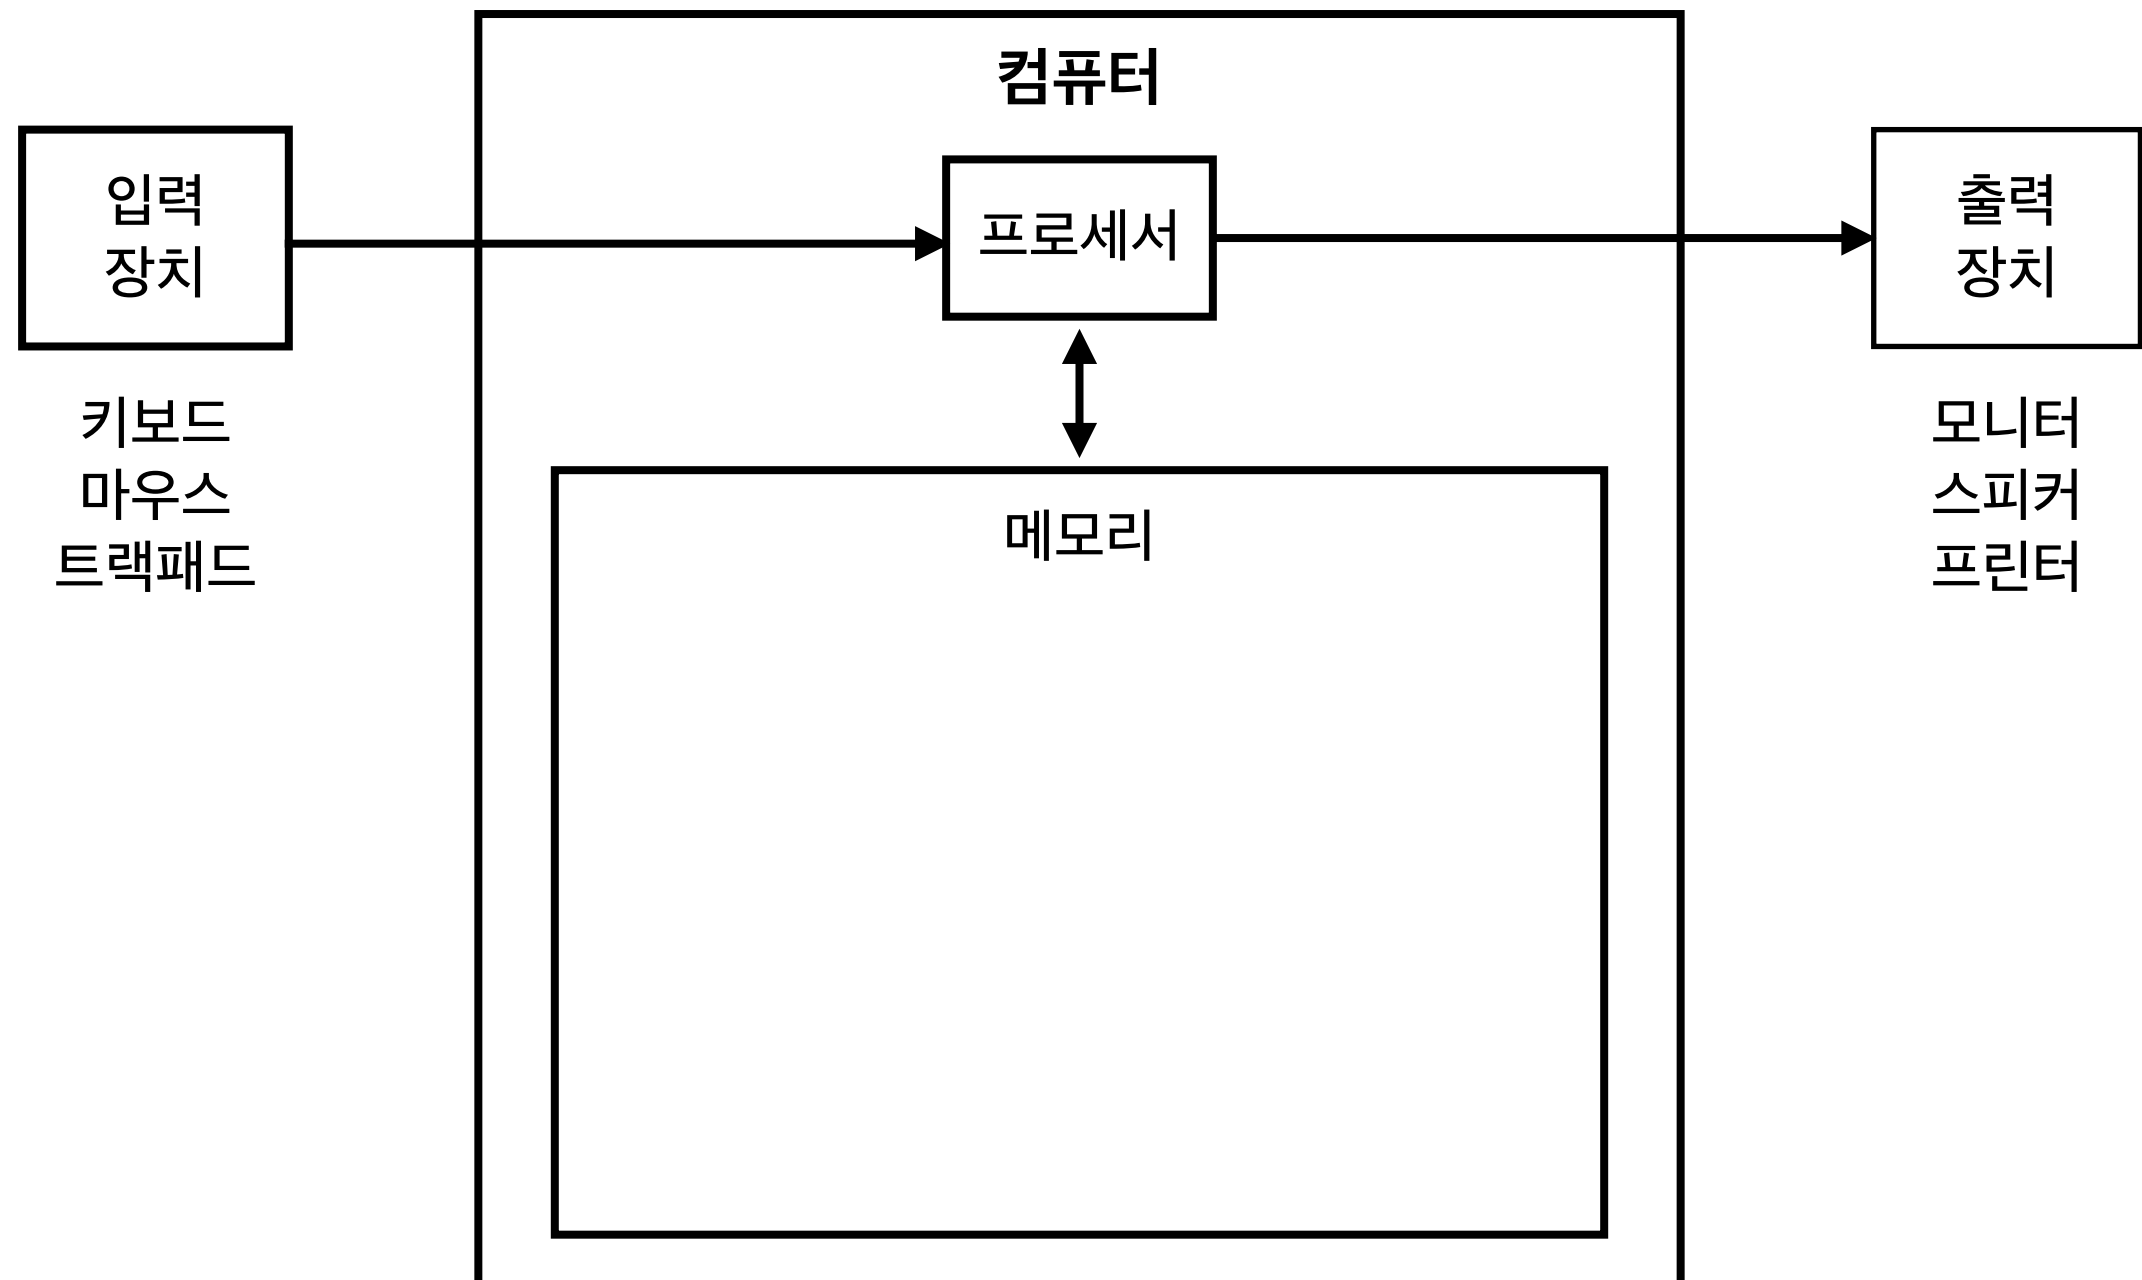 컴퓨터
입력
장치
프로세서
출력
장치
키보드
마우스
트랙패드
메모리
모니터
스피커
프린터